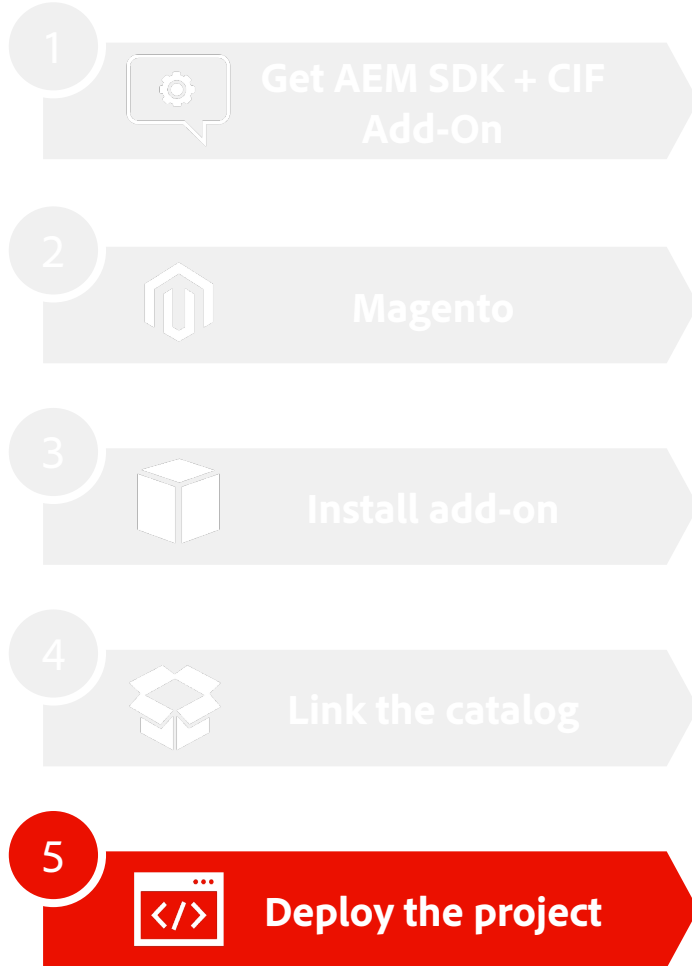 1
Get AEM SDK + CIF
Add-On
2
Magento
3
Install add-on
4
Link the catalog
5
</>
Deploy the project